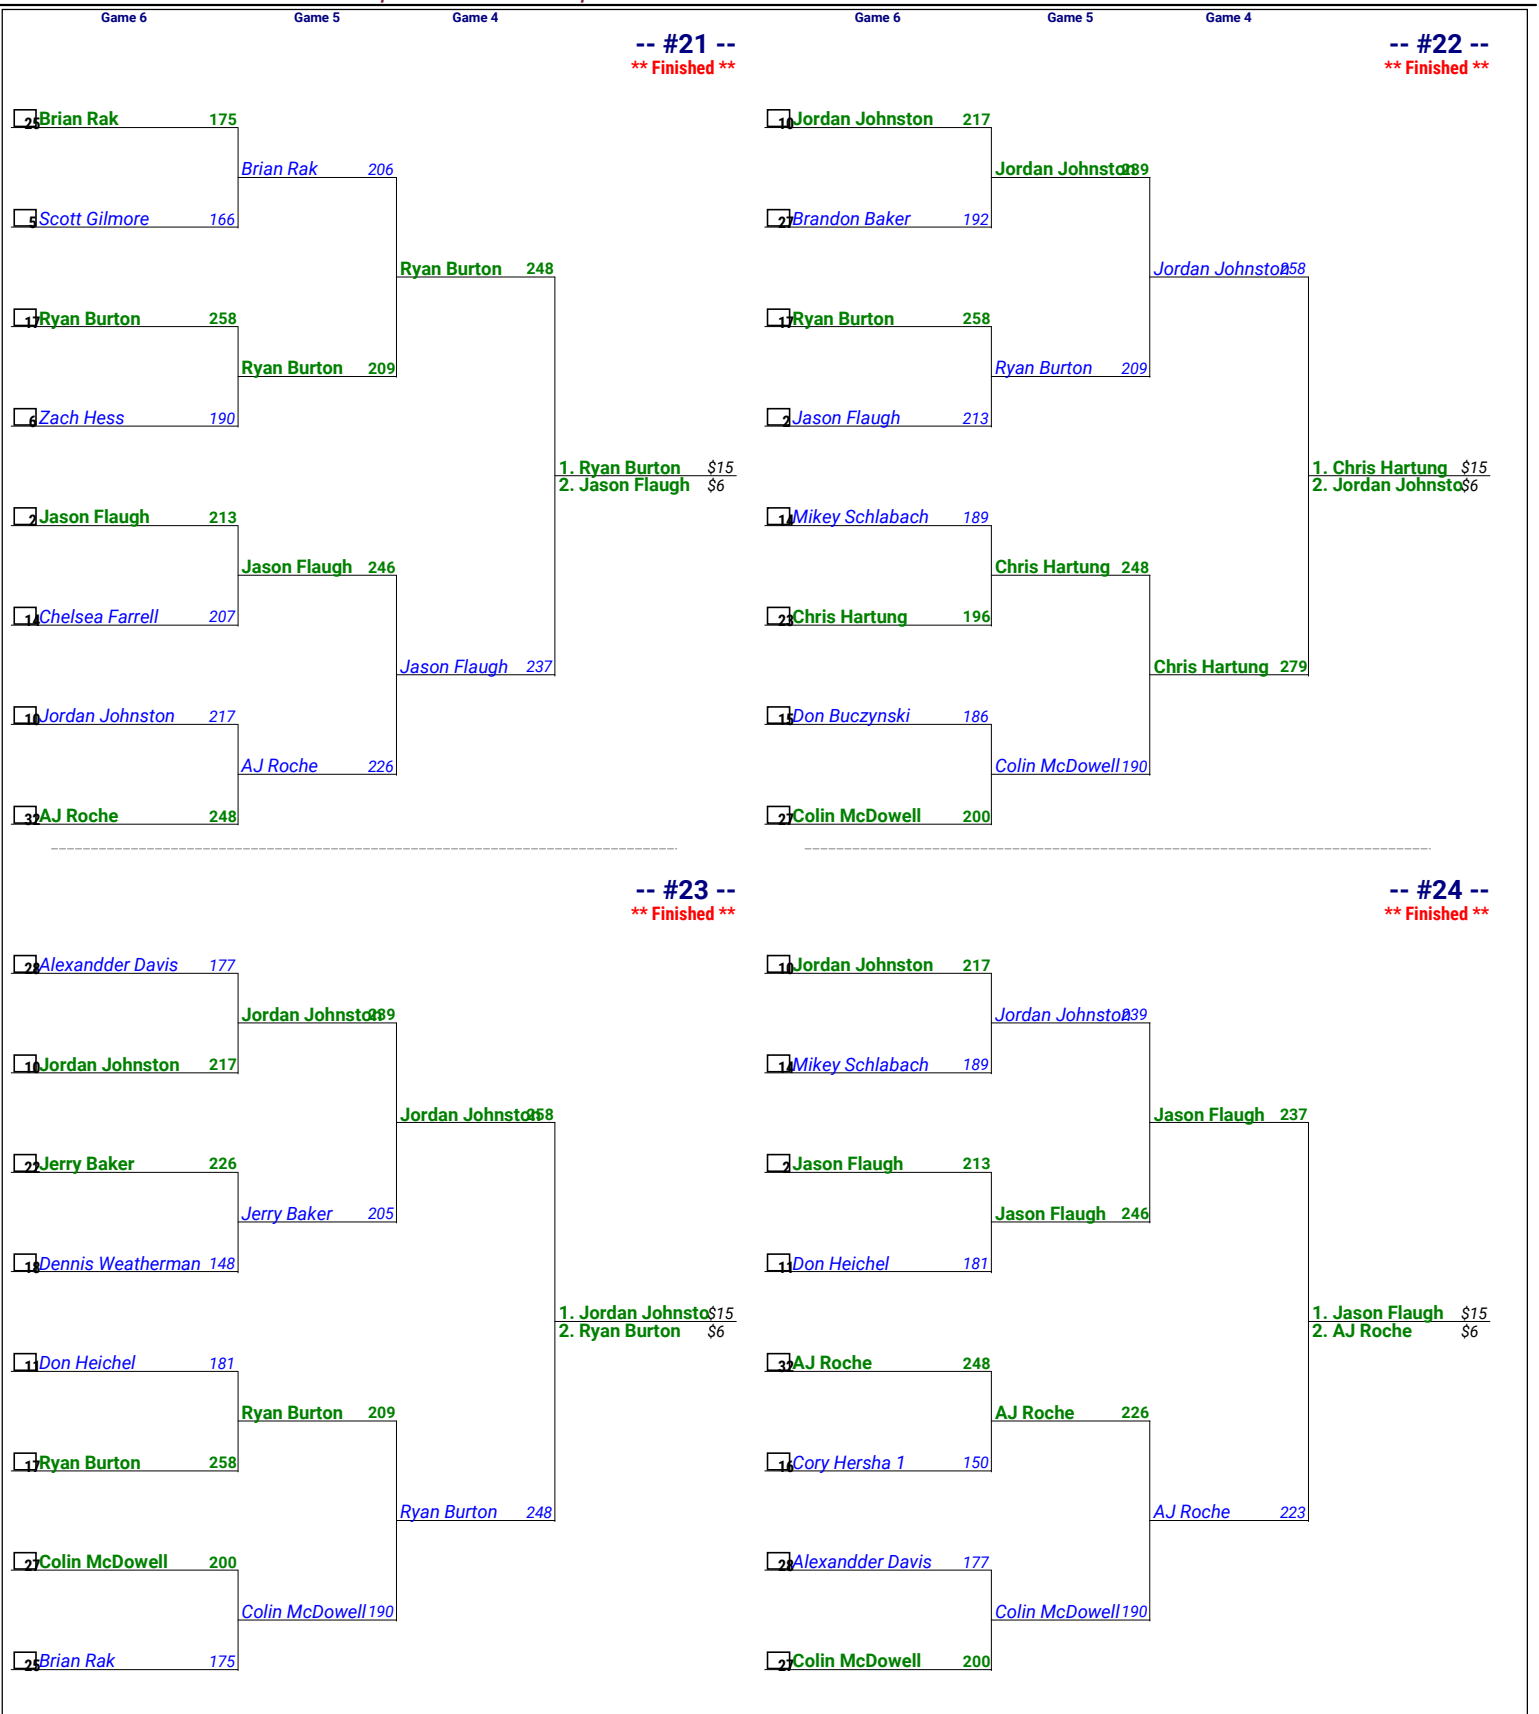 Game 6 Game 5 Game 4 Game 6 Game 5 Game 4
-- #21 --
** Finished **
25 Brian Rak 175
Brian Rak 206
5 Scott Gilmore 166
Ryan Burton 248
17 Ryan Burton 258
Ryan Burton 209
6 Zach Hess 190
1. Ryan Burton $15
2. Jason Flaugh $6
2 Jason Flaugh 213
Jason Flaugh 246
14 Chelsea Farrell 207
Jason Flaugh 237
10 Jordan Johnston 217
AJ Roche 226
32 AJ Roche 248
-- #22 --
** Finished **
10 Jordan Johnston 217
Jordan Johnston 239
27 Brandon Baker 192
Jordan Johnston 258
17 Ryan Burton 258
Ryan Burton 209
2 Jason Flaugh 213
1. Chris Hartung $15
2. Jordan Johnsto $6
14 Mikey Schlabach 189
Chris Hartung 248
23 Chris Hartung 196
Chris Hartung 279
15 Don Buczynski 186
Colin McDowell 190
27 Colin McDowell 200
-- #23 --
** Finished **
28 Alexandder Davis 177
Jordan Johnston 239
10 Jordan Johnston 217
Jordan Johnston 258
22 Jerry Baker 226
Jerry Baker 205
18 Dennis Weatherman 148
1. Jordan Johnsto $15
2. Ryan Burton $6
11 Don Heichel 181
Ryan Burton 209
17 Ryan Burton 258
Ryan Burton 248
27 Colin McDowell 200
Colin McDowell 190
25 Brian Rak 175
-- #24 --
** Finished **
10 Jordan Johnston 217
Jordan Johnston 239
14 Mikey Schlabach 189
Jason Flaugh 237
2 Jason Flaugh 213
Jason Flaugh 246
11 Don Heichel 181
1. Jason Flaugh $15
2. AJ Roche $6
32 AJ Roche 248
AJ Roche 226
16 Cory Hersha 1 150
AJ Roche 223
28 Alexandder Davis 177
Colin McDowell 190
27 Colin McDowell 200